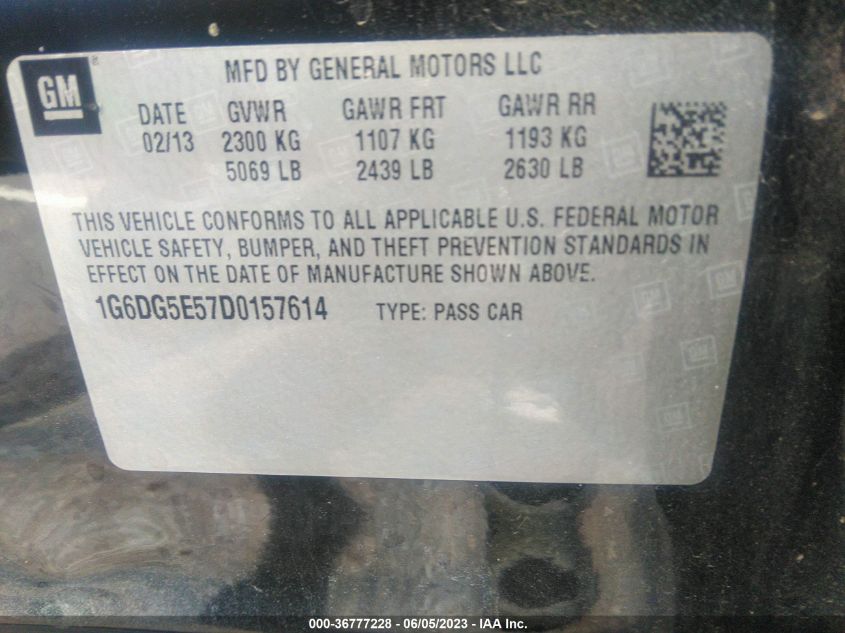 GM
MFD BY GENERAL MOTORS LLC
DATE GVWR GAWR FRT GAWR RR
02/13 2300 KG 1107 KG 1193 KG
5069 LB 2439 LB 2630 LB
THIS VEHICLE CONFORMS TO ALL APPLICABLE U.S. FEDERAL MOTOR
VEHICLE SAFETY, BUMPER, AND THEFT PREVENTION STANDARDS IN
EFFECT ON THE DATE OF MANUFACTURE SHOWN ABOVE.
1G6DG5E57D0157614 TYPE: PASS CAR
000-36777228 - 06/05/2023 - IAA Inc.